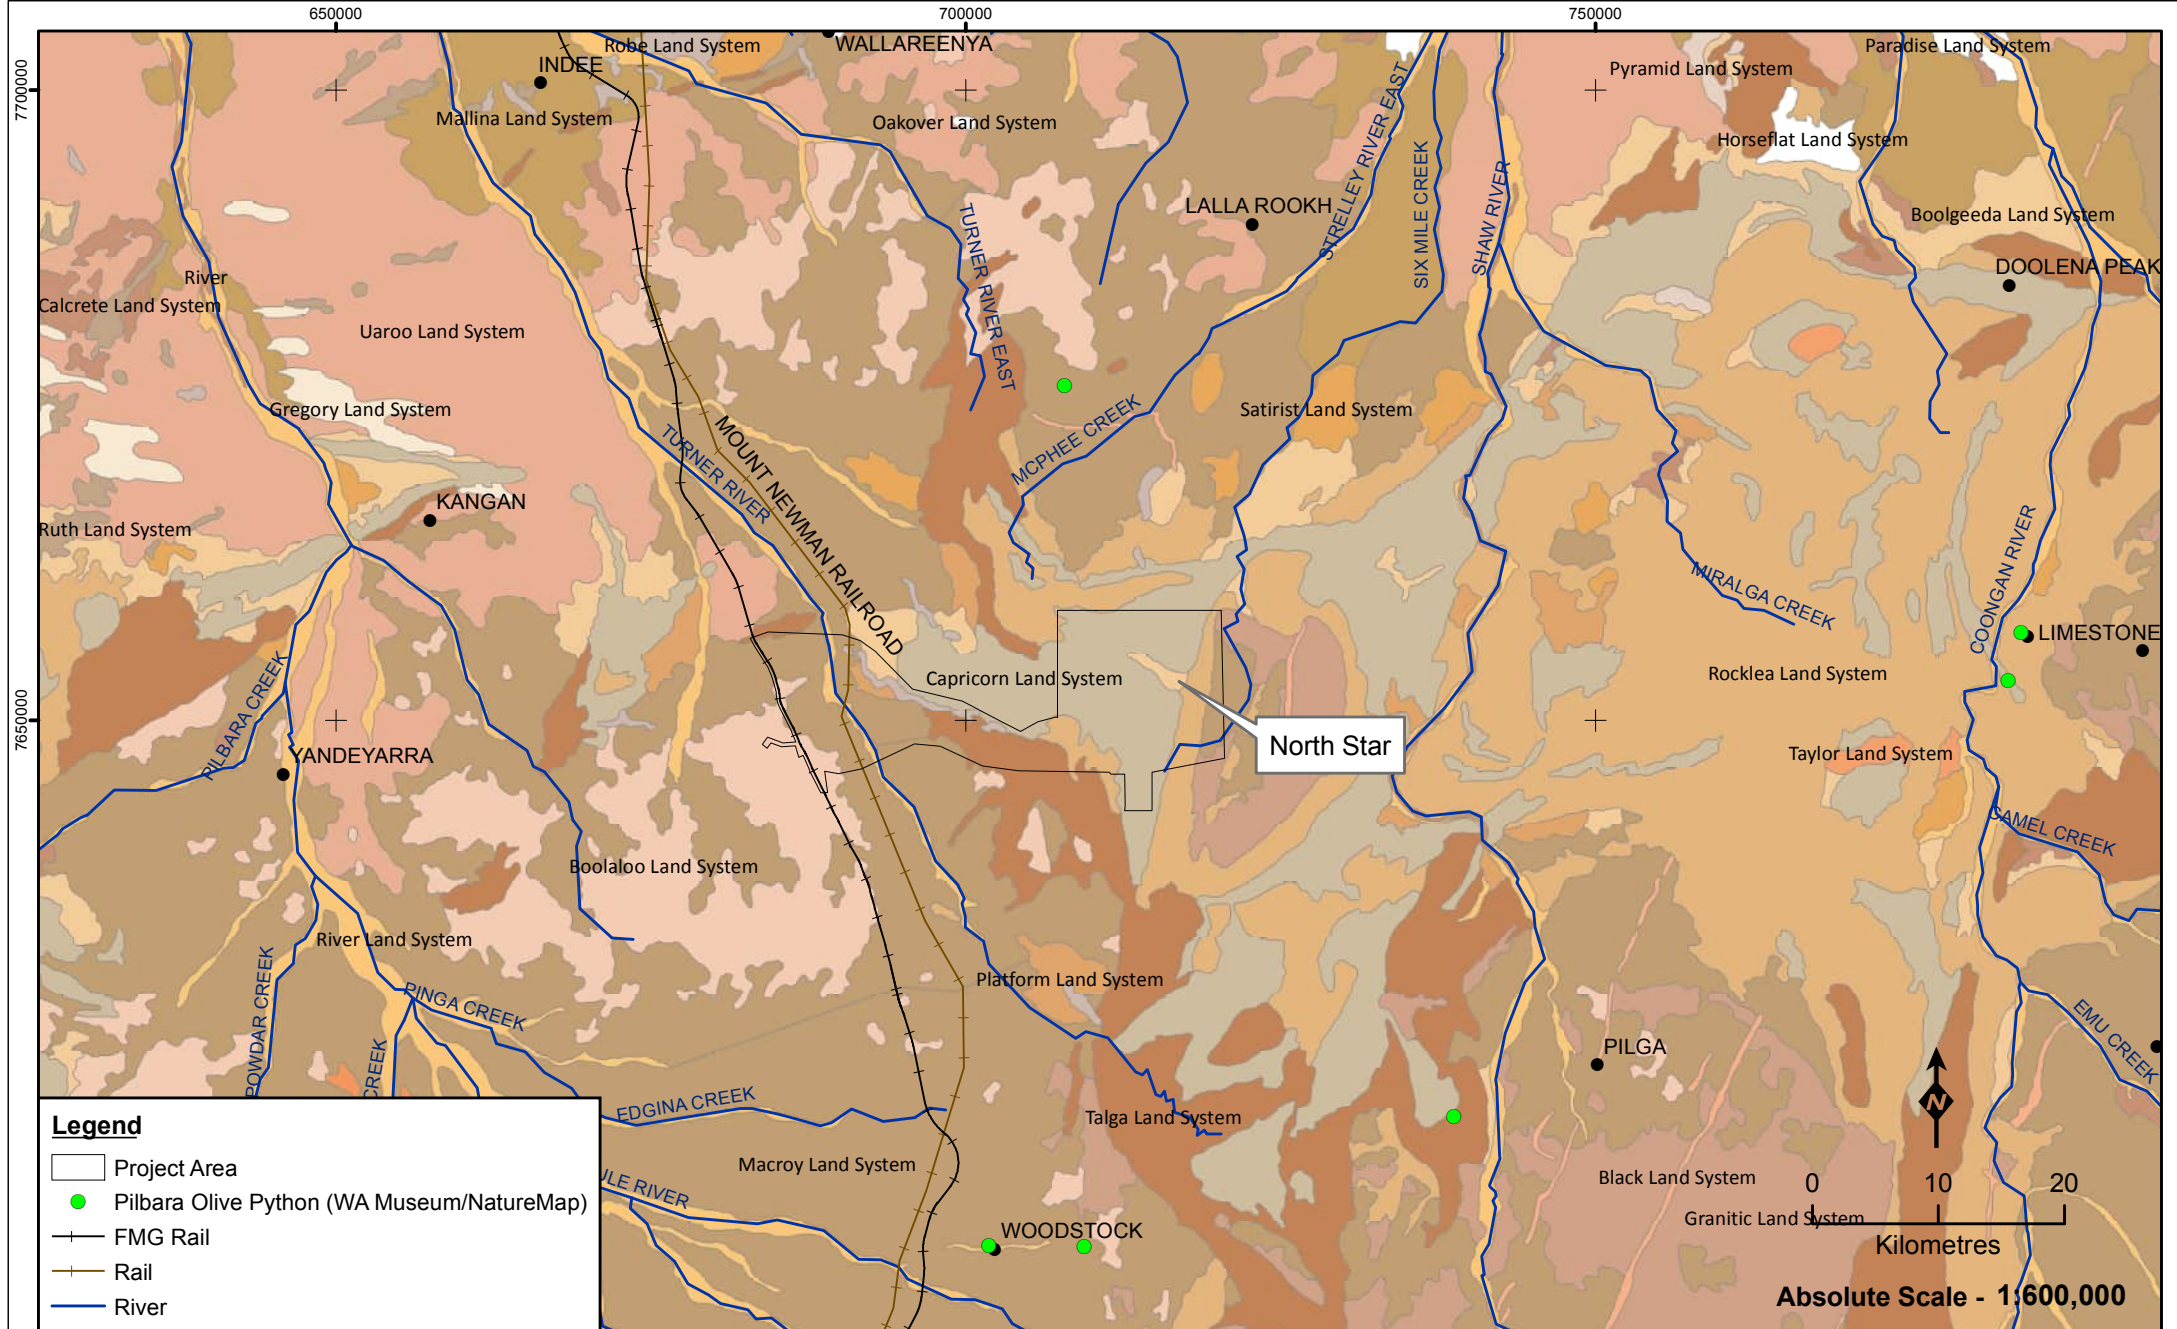 650000
700000
750000
7700000
7650000
Robe Land System
WALLAREENYA
Paradise Land System
INDEE
Pyramid Land System
Mallina Land System
Oakover Land System
Horseflat Land System
STRELLEY RIVER EAST
SIX MILE CREEK
SHAW RIVER
LALLA ROOKH
TURNER RIVER EAST
Boolgeeda Land System
DOOLENA PEAK
River
Calcrete Land System
Uaroo Land System
Gregory Land System
MCPHEE CREEK
Satirist Land System
MOUNT NEWMAN RAILROAD
TURNER RIVER
KANGAN
Ruth Land System
MIRALGA CREEK
COONGAN RIVER
LIMESTONE
Capricorn Land System
Rocklea Land System
PILBARA CREEK
North Star
YANDEYARRA
Taylor Land System
CAMEL CREEK
Boolaloo Land System
River Land System
Platform Land System
POWDAR CREEK
PINGA CREEK
CREEK
EMU CREEK
PILGA
EDGINA CREEK
Talga Land System
Macroy Land System
Black Land System
ULE RIVER
Granitic Land System
WOODSTOCK
N
0 10 20
Kilometres
Absolute Scale - 1:600,000
Legend
Project Area
Pilbara Olive Python (WA Museum/NatureMap)
FMG Rail
Rail
River